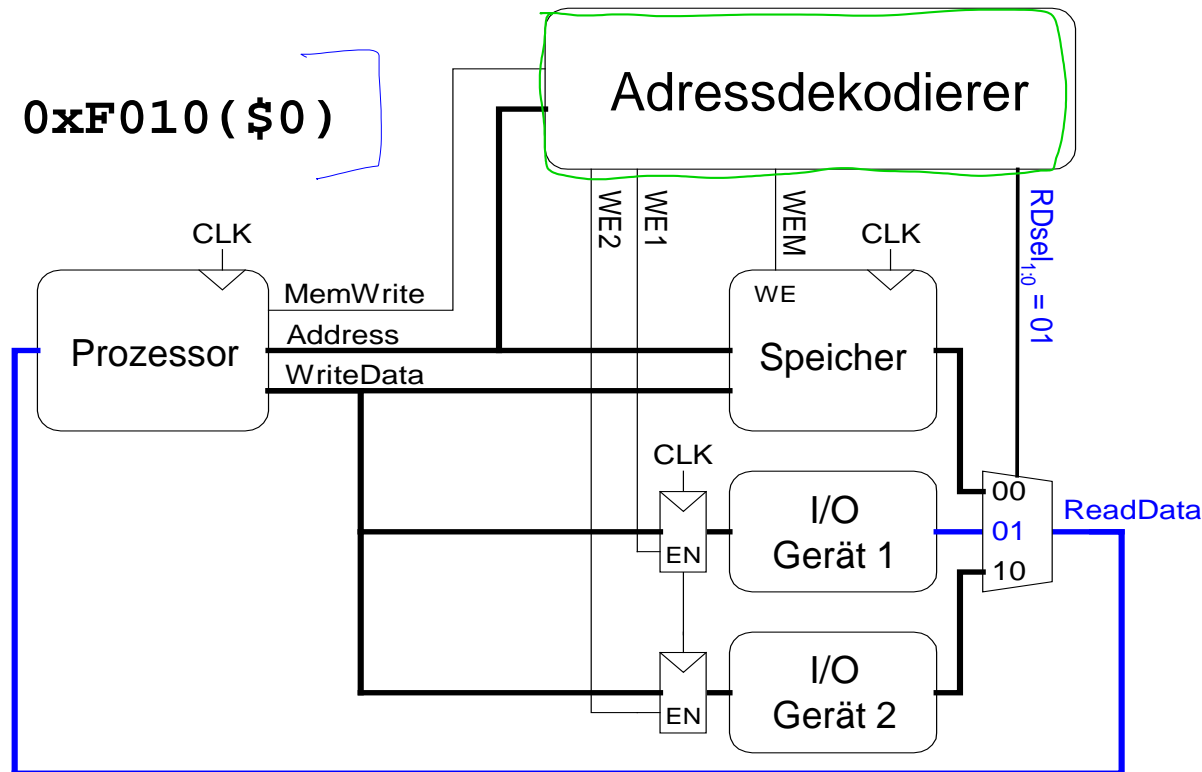 Adressdekodierer
0xF010($0)
WE2
WE1
WEM
RDsel1:0 = 01
CLK
CLK
MemWrite
Address
WriteData
Prozessor
WE
Speicher
CLK
EN
I/O
Gerät 1
00
01
10
ReadData
EN
I/O
Gerät 2